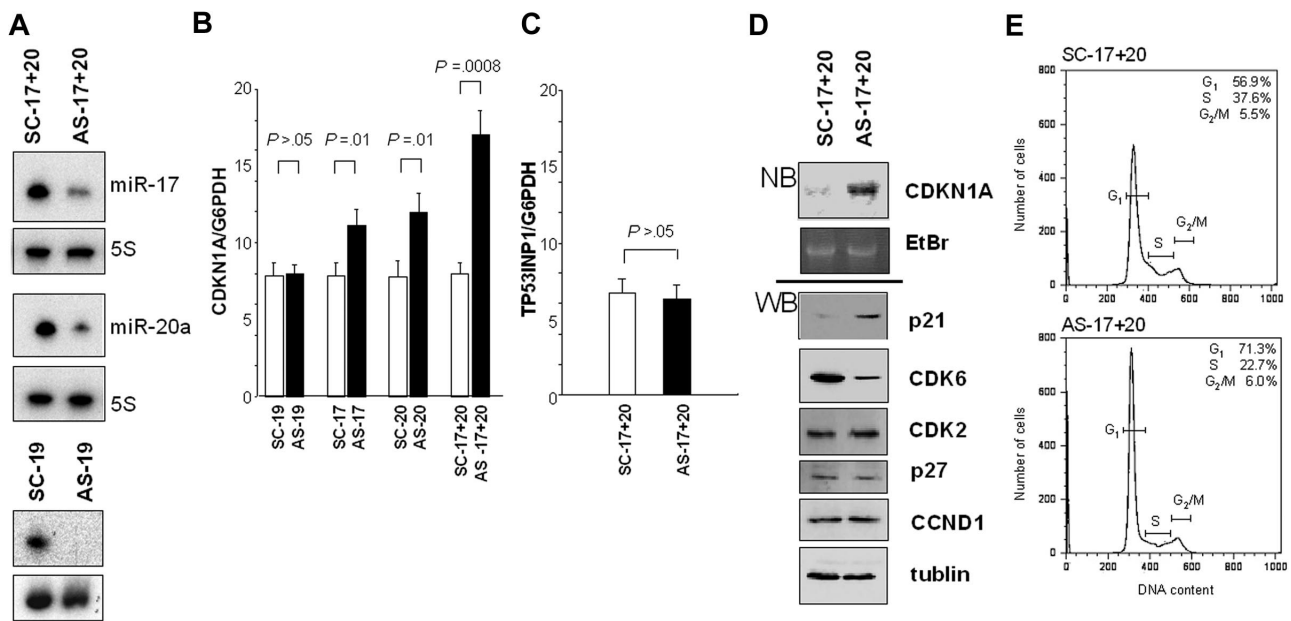 A
SC-17+20
AS-17+20
miR-17
5S
miR-20a
5S
SC-19
AS-19
B
CDKN1A/G6PDH
20
15
10
5
0
P >.05
P =.01
P =.01
P =.0008
SC-19
AS-19
SC-17
AS-17
SC-20
AS-20
SC-17+20
AS -17+20
C
TP53INP1/G6PDH
20
15
10
5
0
P >.05
SC-17+20
AS-17+20
D
SC-17+20
AS-17+20
NB
CDKN1A
EtBr
WB
p21
CDK6
CDK2
p27
CCND1
tublin
E
SC-17+20
800
600
400
200
0
Number of cells
G1 56.9%
S 37.6%
G2/M 5.5%
G1
S
G2/M
0 200 400 600 800 1000
AS-17+20
800
600
400
200
0
Number of cells
G1 71.3%
S 22.7%
G2/M 6.0%
G1
S
G2/M
0 200 400 600 800 1000
DNA content